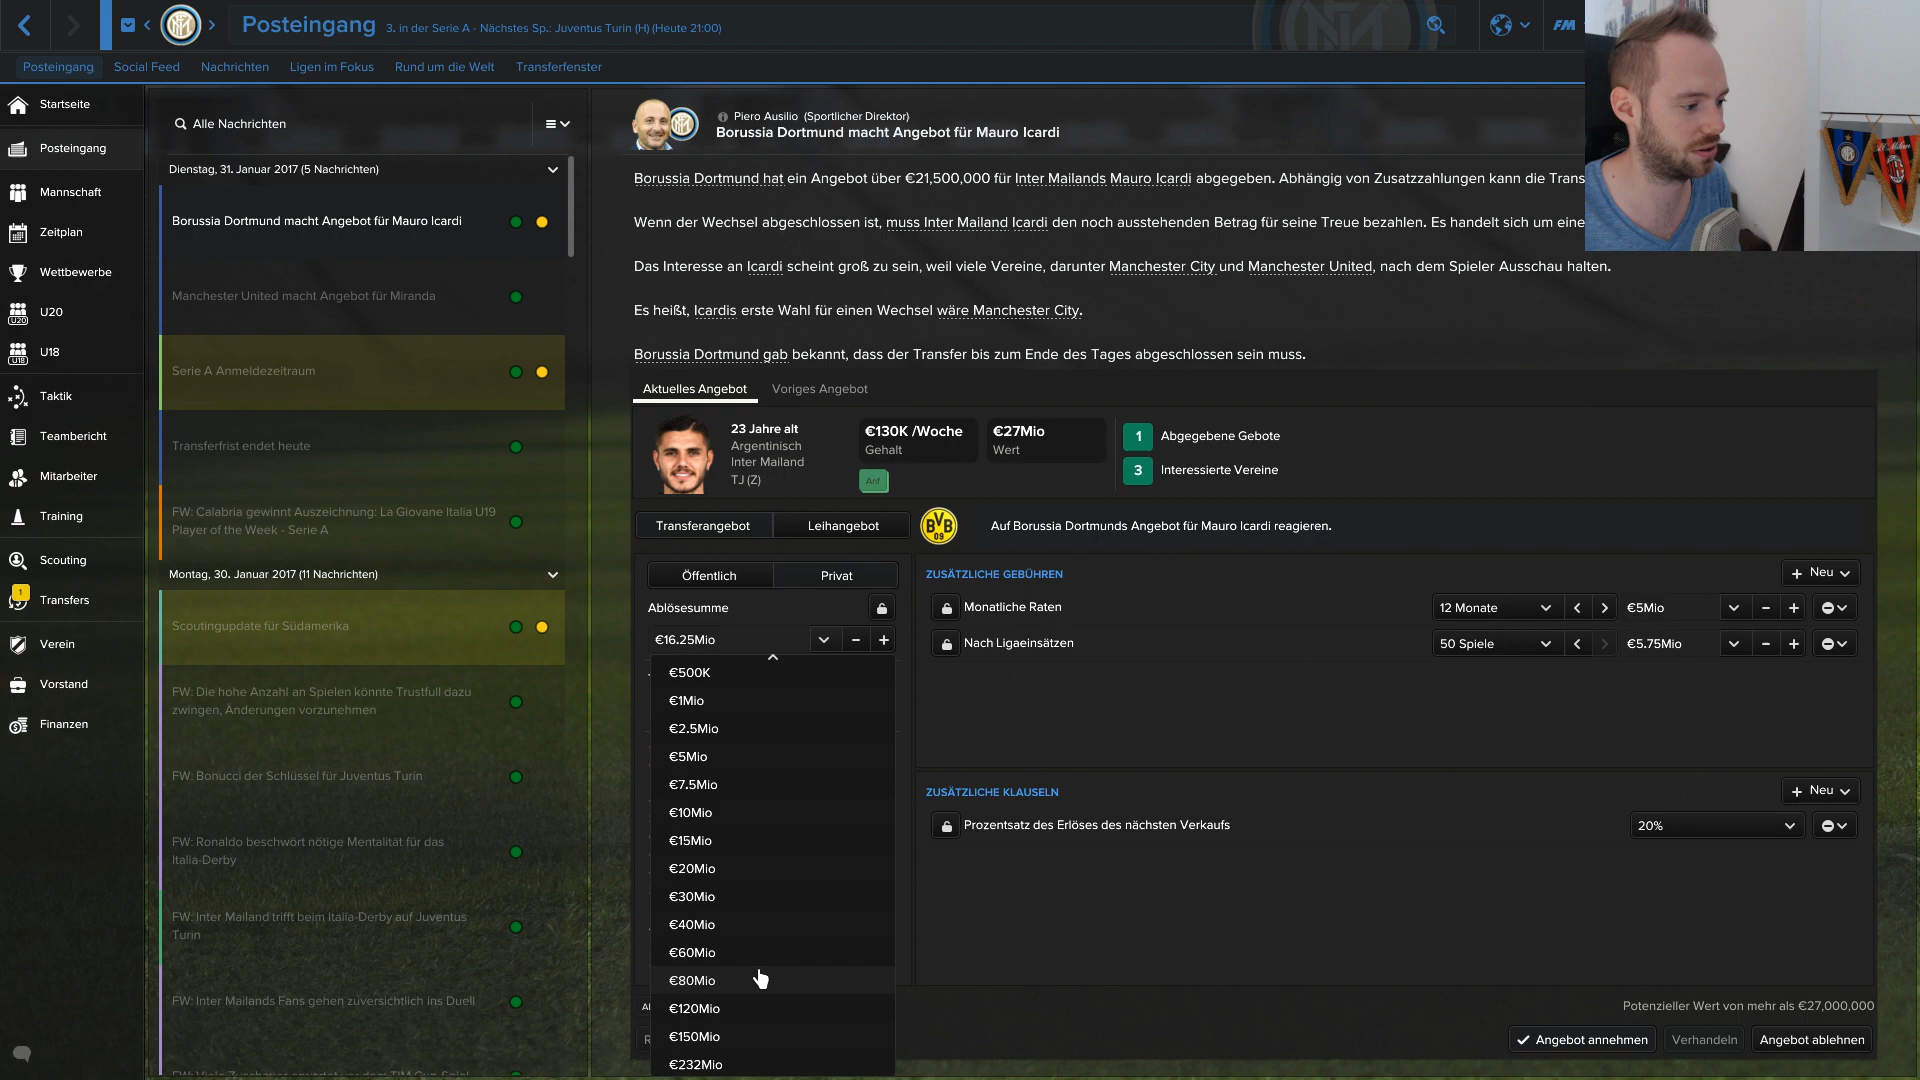 Posteingang
3. in der Serie A - Nächstes Sp.: Juventus Turin (H) (Heute 21:00)
FM
Posteingang
Social Feed
Nachrichten
Ligen im Fokus
Rund um die Welt
Transferfenster
Startseite
Posteingang
Mannschaft
Zeitplan
Wettbewerbe
U20
U20
U18
U18
Taktik
Teambericht
Mitarbeiter
Training
Scouting
1
Transfers
Verein
Vorstand
Finanzen
Alle Nachrichten
Dienstag, 31. Januar 2017 (5 Nachrichten)
Borussia Dortmund macht Angebot für Mauro Icardi
Manchester United macht Angebot für Miranda
Serie A Anmeldezeitraum
Transferfrist endet heute
FW: Calabria gewinnt Auszeichnung: La Giovane Italia U19
Player of the Week - Serie A
Montag, 30. Januar 2017 (11 Nachrichten)
Scoutingupdate für Südamerika
FW: Die hohe Anzahl an Spielen könnte Trustfull dazu
zwingen, Änderungen vorzunehmen
FW: Bonucci der Schlüssel für Juventus Turin
FW: Ronaldo beschwört nötige Mentalität für das
Italia-Derby
FW: Inter Mailand trifft beim Italia-Derby auf Juventus
Turin
FW: Inter Mailands Fans gehen zuversichtlich ins Duell
Piero Ausilio (Sportlicher Direktor)
Borussia Dortmund macht Angebot für Mauro Icardi
Borussia Dortmund hat ein Angebot über €21,500,000 für Inter Mailands Mauro Icardi abgegeben. Abhängig von Zusatzzahlungen kann die Trans
Wenn der Wechsel abgeschlossen ist, muss Inter Mailand Icardi den noch ausstehenden Betrag für seine Treue bezahlen. Es handelt sich um eine
Das Interesse an Icardi scheint groß zu sein, weil viele Vereine, darunter Manchester City und Manchester United, nach dem Spieler Ausschau halten.
Es heißt, Icardis erste Wahl für einen Wechsel wäre Manchester City.
Borussia Dortmund gab bekannt, dass der Transfer bis zum Ende des Tages abgeschlossen sein muss.
Aktuelles Angebot
Voriges Angebot
23 Jahre alt
Argentinisch
Inter Mailand
TJ (Z)
€130K /Woche
Gehalt
Anf
€27Mio
Wert
1 Abgegebene Gebote
3 Interessierte Vereine
Transferangebot
Leihangebot
BVB
09
Auf Borussia Dortmunds Angebot für Mauro Icardi reagieren.
Öffentlich
Privat
Ablösesumme
€16.25Mio
€500K
€1Mio
€2.5Mio
€5Mio
€7.5Mio
€10Mio
€15Mio
€20Mio
€30Mio
€40Mio
€60Mio
€80Mio
€120Mio
€150Mio
€232Mio
ZUSÄTZLICHE GEBÜHREN
+ Neu
Monatliche Raten
12 Monate
€5Mio
Nach Ligaeinsätzen
50 Spiele
€5.75Mio
ZUSÄTZLICHE KLAUSELN
+ Neu
Prozentsatz des Erlöses des nächsten Verkaufs
20%
Potenzieller Wert von mehr als €27,000,000
Angebot annehmen
Verhandeln
Angebot ablehnen